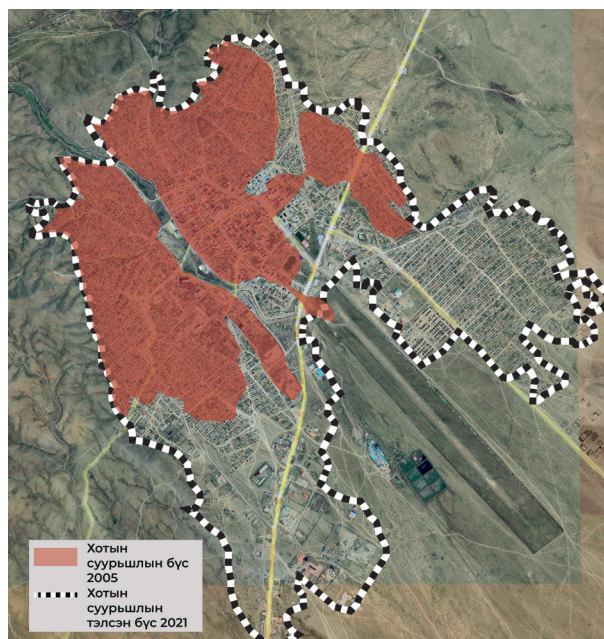 Хотын
суурьшлын бүс
2005
Хотын
суурьшлын
тэлсэн бүс 2021